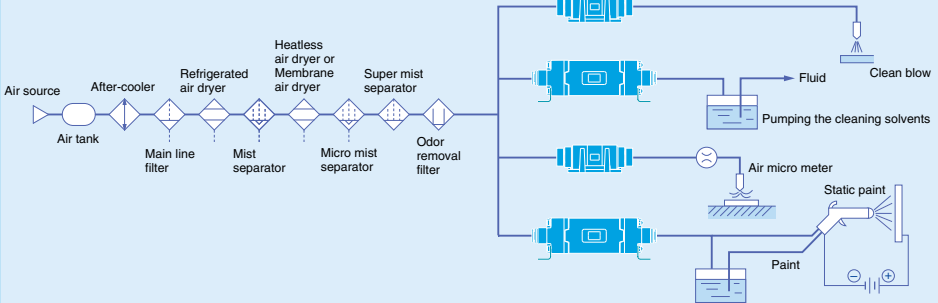 Air source
Air tank
After-cooler
Main line
filter
Refrigerated
air dryer
Mist
separator
Heatless
air dryer or
Membrane
air dryer
Micro mist
separator
Super mist
separator
Odor
removal
filter
Clean blow
Fluid
Pumping the cleaning solvents
Air micro meter
Static paint
Paint
− +